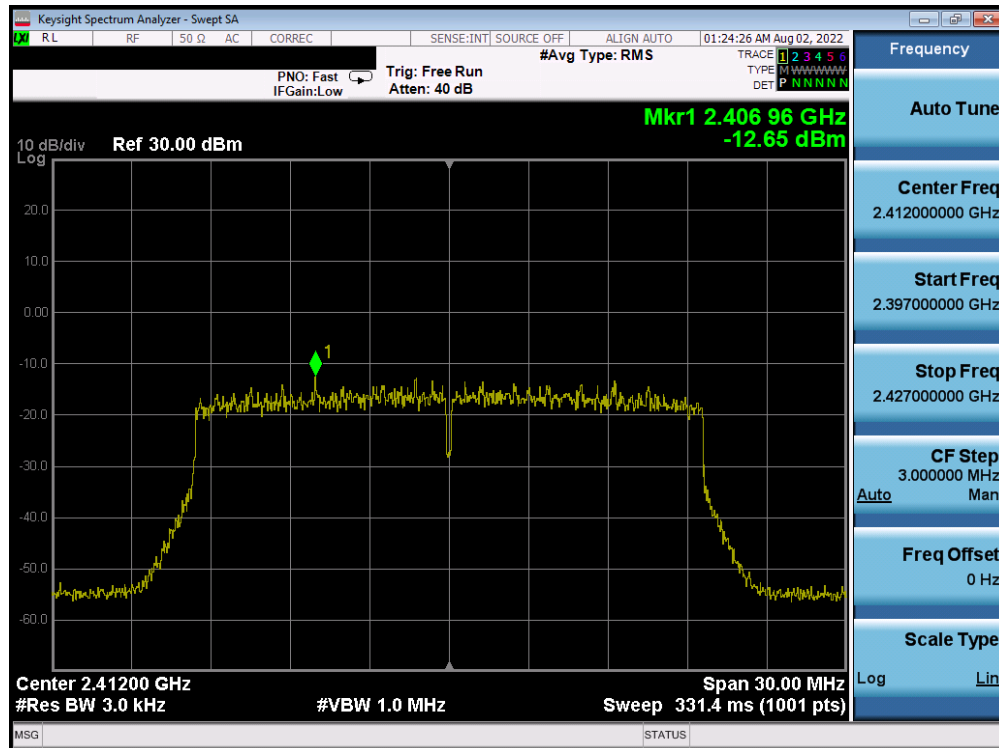 Keysight Spectrum Analyzer - Swept SA
LXI RL RF 50 Ω AC CORREC SENSE:INT SOURCE OFF ALIGN AUTO 01:24:26 AM Aug 02, 2022
#Avg Type: RMS
TRACE 1 2 3 4 5 6
PNO: Fast Trig: Free Run
TYPE M WWWWW
IFGain:Low Atten: 40 dB
DET P N N N N N
Mkr1 2.406 96 GHz
-12.65 dBm
10 dB/div Ref 30.00 dBm
Log
20.0
10.0
0.00
1
-10.0
-20.0
-30.0
-40.0
-50.0
-60.0
Center 2.41200 GHz Span 30.00 MHz
#Res BW 3.0 kHz #VBW 1.0 MHz Sweep 331.4 ms (1001 pts)
MSG STATUS
Frequency
Auto Tune
Center Freq
2.412000000 GHz
Start Freq
2.397000000 GHz
Stop Freq
2.427000000 GHz
CF Step
3.000000 MHz
Auto Man
Freq Offset
0 Hz
Scale Type
Log Lin